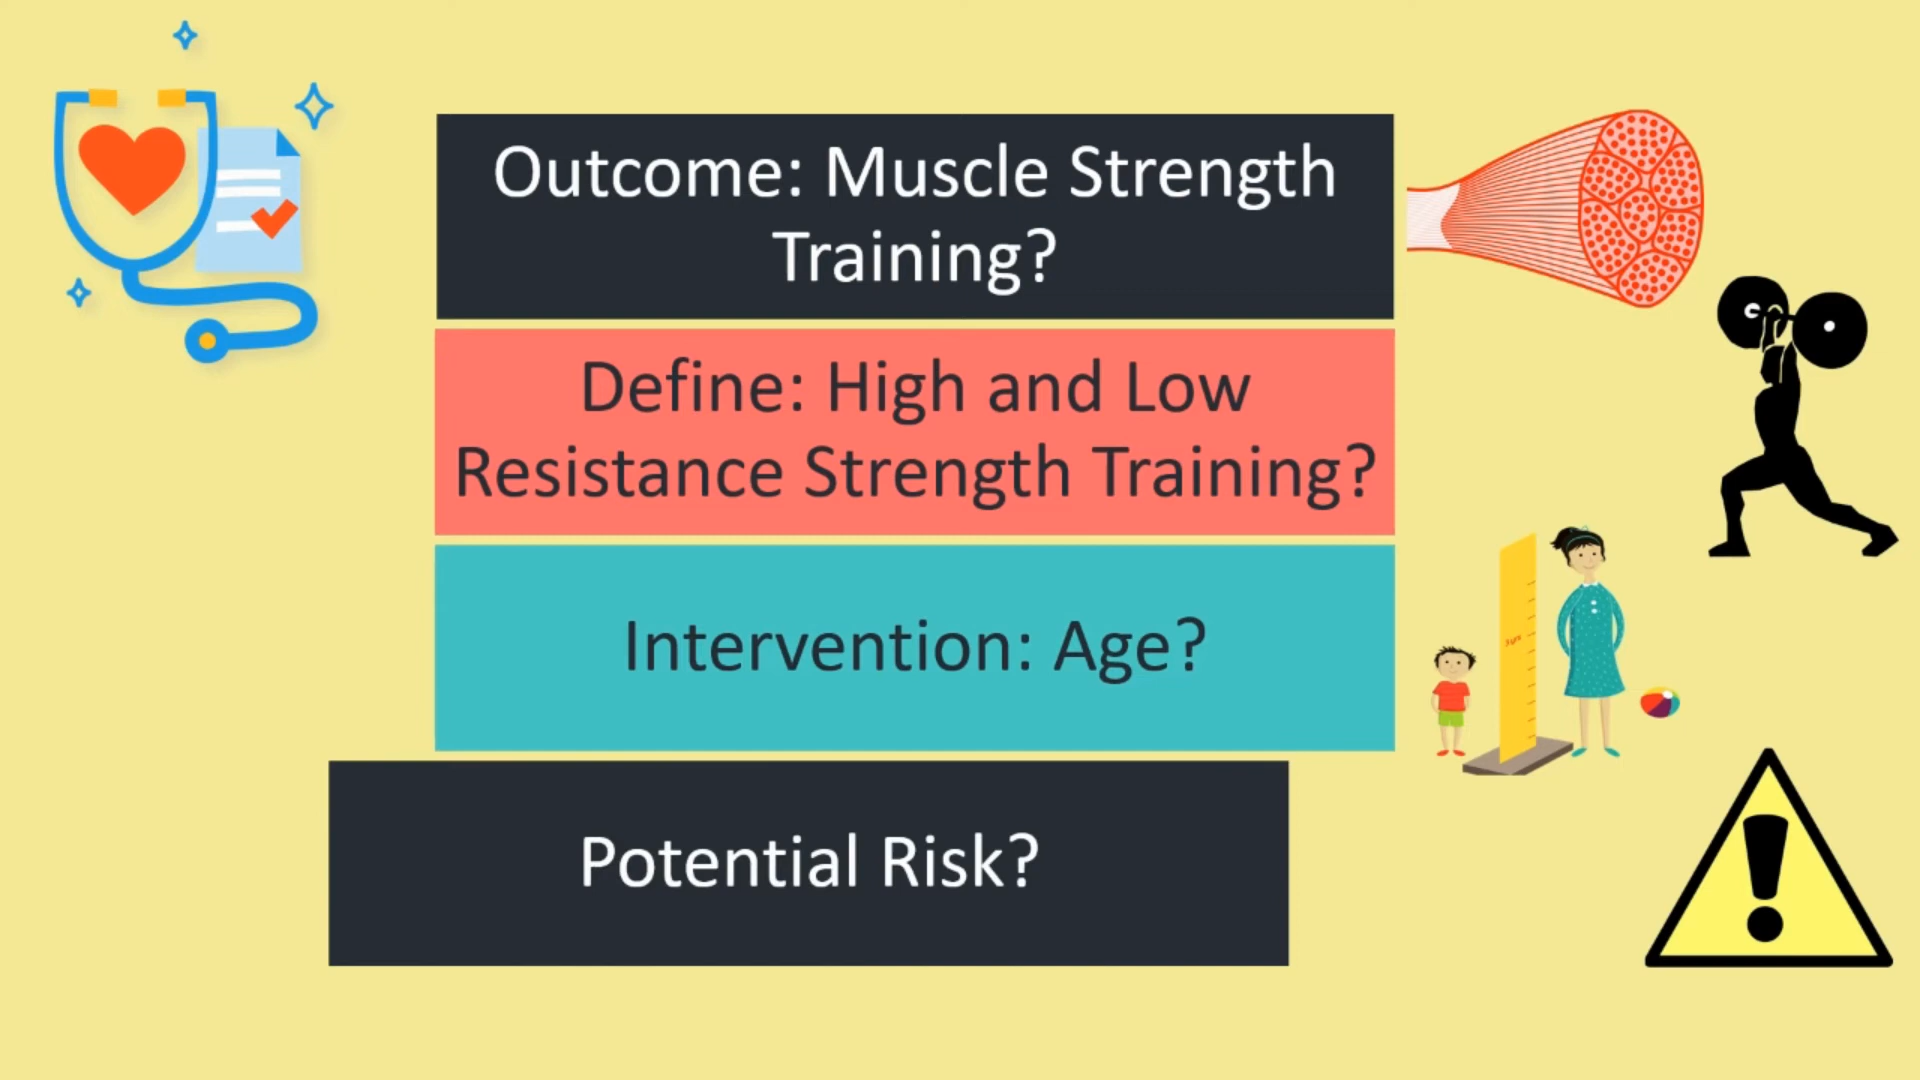 Outcome: Muscle Strength
Training?
Define: High and Low
Resistance Strength Training?
Intervention: Age?
Potential Risk?